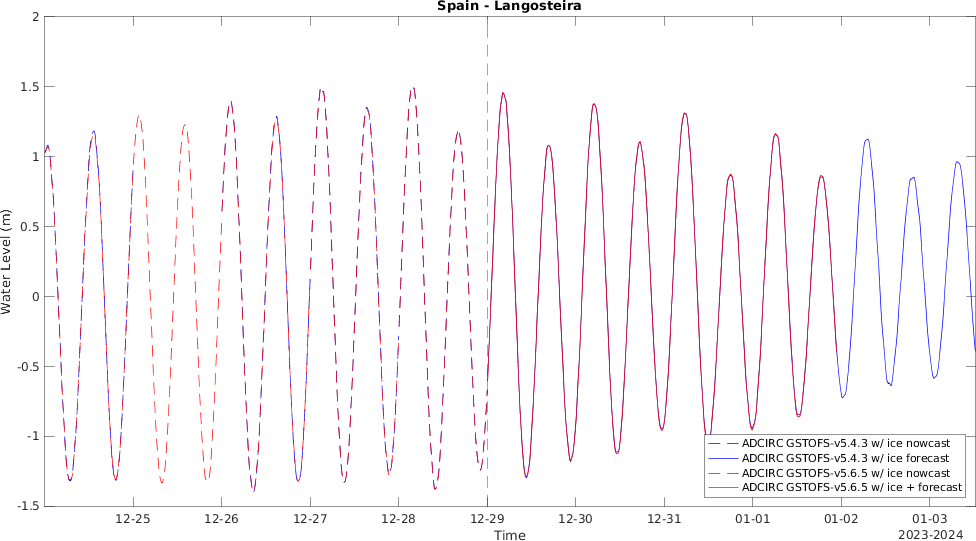 Spain - Langosteira
2
1.5
1
0.5
0
-0.5
-1
-1.5
Water Level (m)
ADCIRC GSTOFS-v5.4.3 w/ ice nowcast
ADCIRC GSTOFS-v5.4.3 w/ ice forecast
ADCIRC GSTOFS-v5.6.5 w/ ice nowcast
ADCIRC GSTOFS-v5.6.5 w/ ice + forecast
12-25 12-26 12-27 12-28 12-29 12-30 12-31 01-01 01-02 01-03
Time
2023-2024